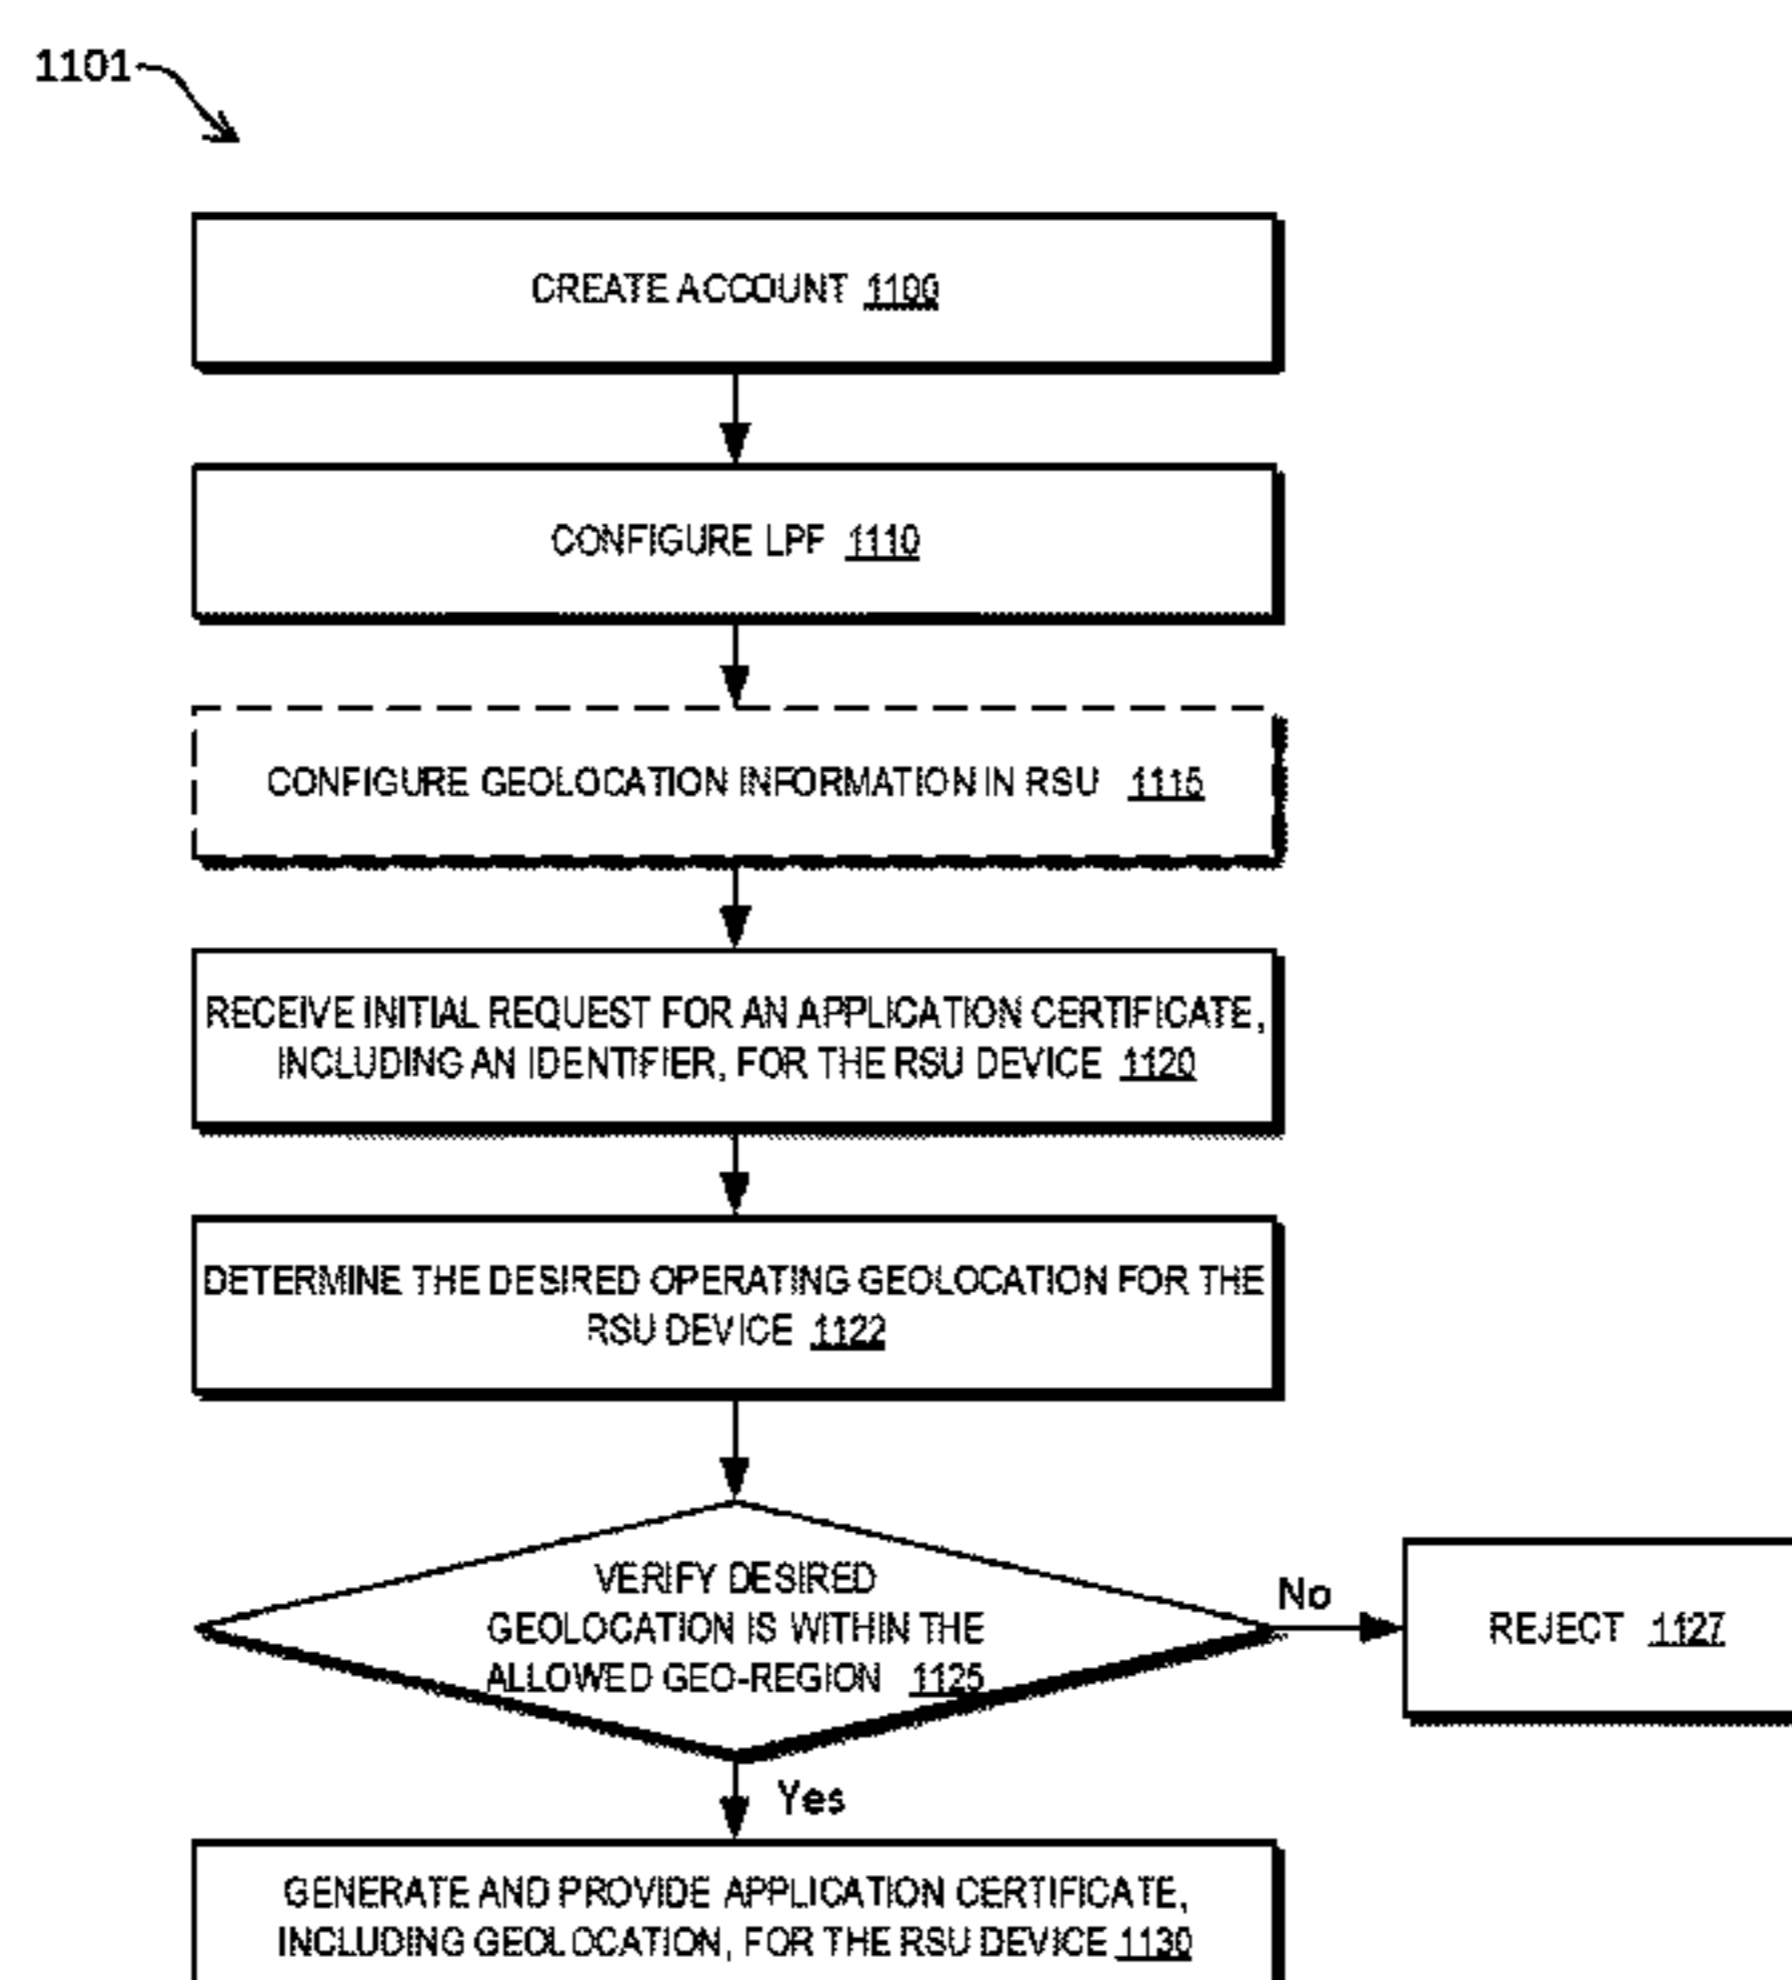 1101
CREATE ACCOUNT 1100
CONFIGURE LPF 1110
CONFIGURE GEOLOCATION INFORMATION IN RSU 1115
RECEIVE INITIAL REQUEST FOR AN APPLICATION CERTIFICATE,
INCLUDING AN IDENTIFIER, FOR THE RSU DEVICE 1120
DETERMINE THE DESIRED OPERATING GEOLOCATION FOR THE
RSU DEVICE 1122
VERIFY DESIRED
GEOLOCATION IS WITHIN THE
ALLOWED GEO-REGION 1125
No
REJECT 1127
Yes
GENERATE AND PROVIDE APPLICATION CERTIFICATE,
INCLUDING GEOLOCATION, FOR THE RSU DEVICE 1130